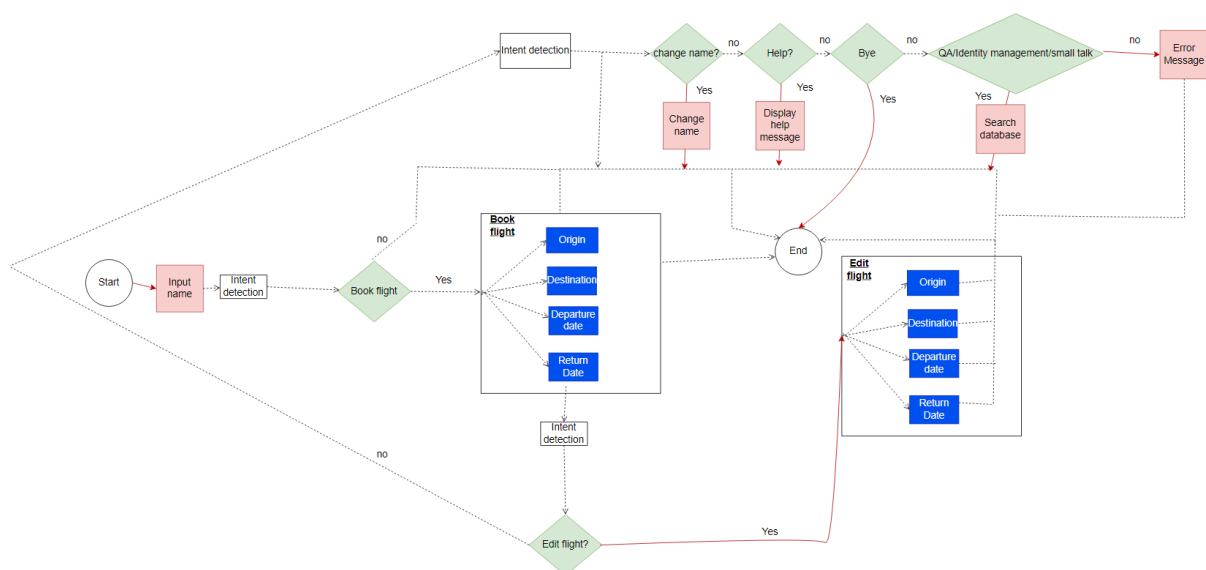 Intent detection
change name?
no
Help?
no
Bye
no
QA/Identity management/small talk
no
Error
Message
Yes
Yes
Yes
Yes
Change
name
Display
help
message
Search
database
Book
flight
Origin
Destination
Departure
date
Return
Date
no
Start
Input
name
Intent
detection
Book flight
Yes
End
Edit
flight
Origin
Destination
Departure
date
Return
Date
Intent
detection
no
Edit flight?
Yes